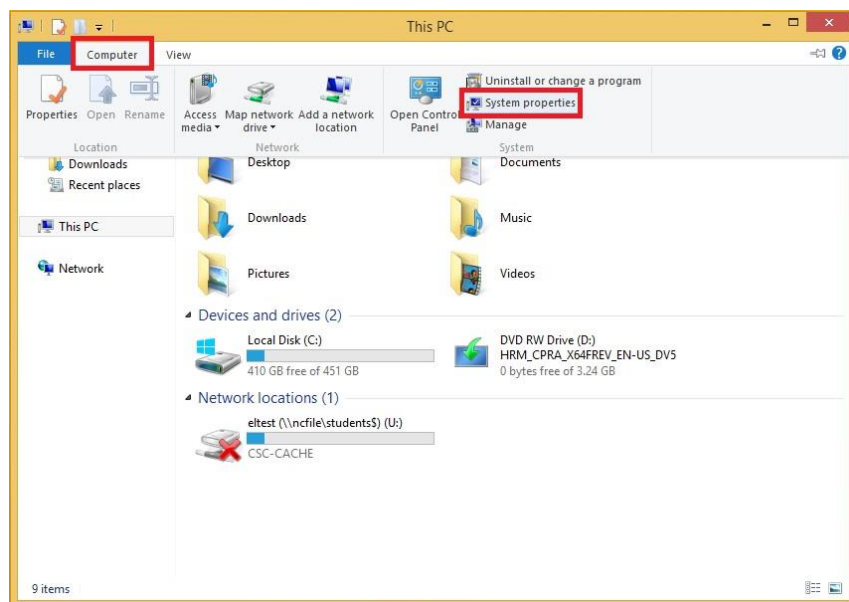 This PC
File Computer View
Uninstall or change a program
System properties
Manage
Properties Open Rename Access media Map network drive Add a network location Open Control Panel
Location Network System
Downloads
Recent places
This PC
Network
Desktop Documents
Downloads Music
Pictures Videos
Devices and drives (2)
Local Disk (C:)
410 GB free of 451 GB
DVD RW Drive (D:)
HRM_CPRA_X64FREV_EN-US_DV5
0 bytes free of 3.24 GB
Network locations (1)
eltest (\\ncfile\students$) (U:)
CSC-CACHE
9 items